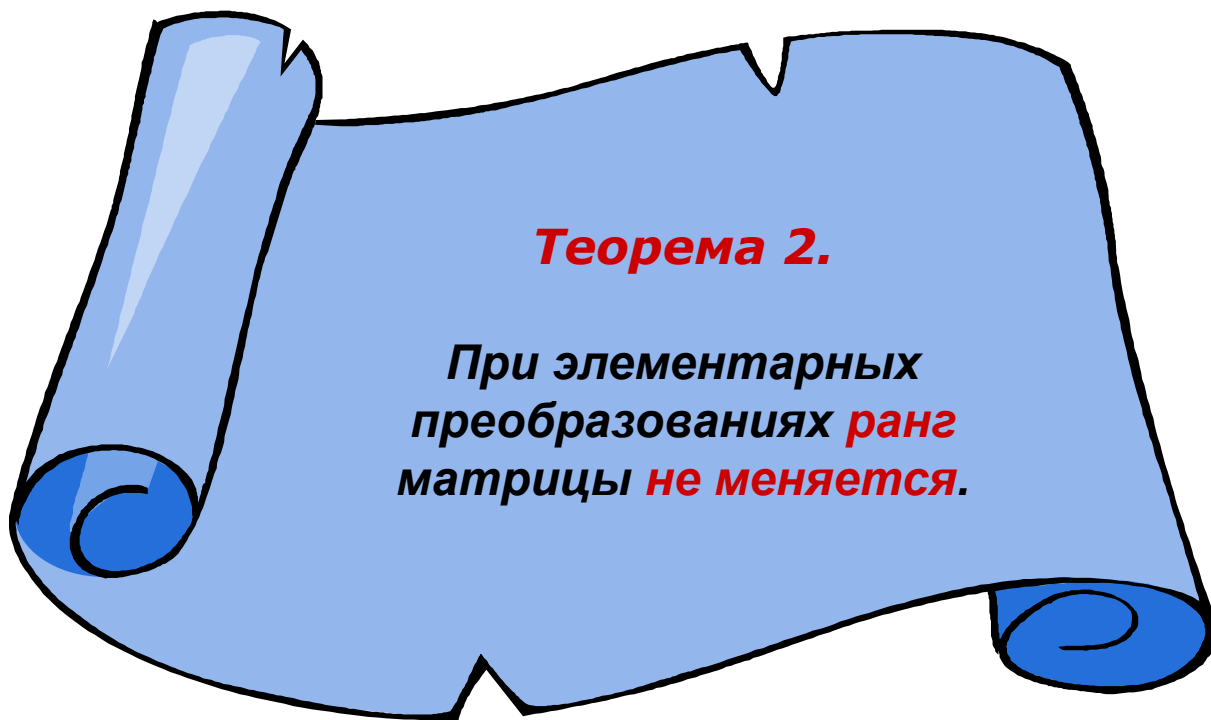 Теорема 2.
При элементарных
преобразованиях ранг
матрицы не меняется.